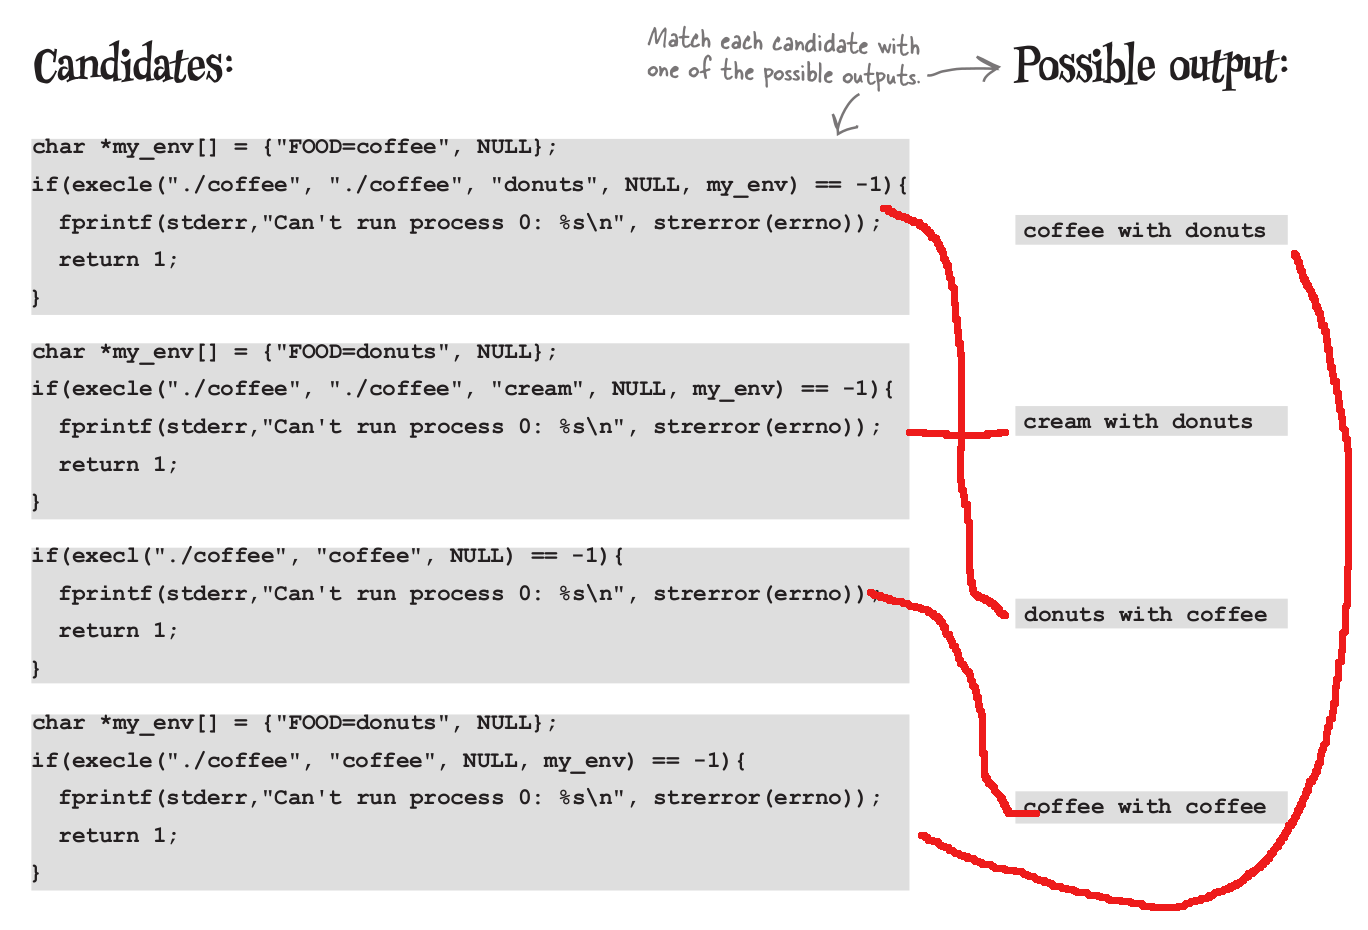 Candidates:
Match each candidate with
one of the possible outputs.
Possible output:
char *my_env[] = {"FOOD=coffee", NULL};
if(execle("./coffee", "./coffee", "donuts", NULL, my_env) == -1){
  fprintf(stderr,"Can't run process 0: %s\n", strerror(errno));
  return 1;
}
char *my_env[] = {"FOOD=donuts", NULL};
if(execle("./coffee", "./coffee", "cream", NULL, my_env) == -1){
  fprintf(stderr,"Can't run process 0: %s\n", strerror(errno));
  return 1;
}
if(execl("./coffee", "coffee", NULL) == -1){
  fprintf(stderr,"Can't run process 0: %s\n", strerror(errno));
  return 1;
}
char *my_env[] = {"FOOD=donuts", NULL};
if(execle("./coffee", "coffee", NULL, my_env) == -1){
  fprintf(stderr,"Can't run process 0: %s\n", strerror(errno));
  return 1;
}
coffee with donuts
cream with donuts
donuts with coffee
coffee with coffee